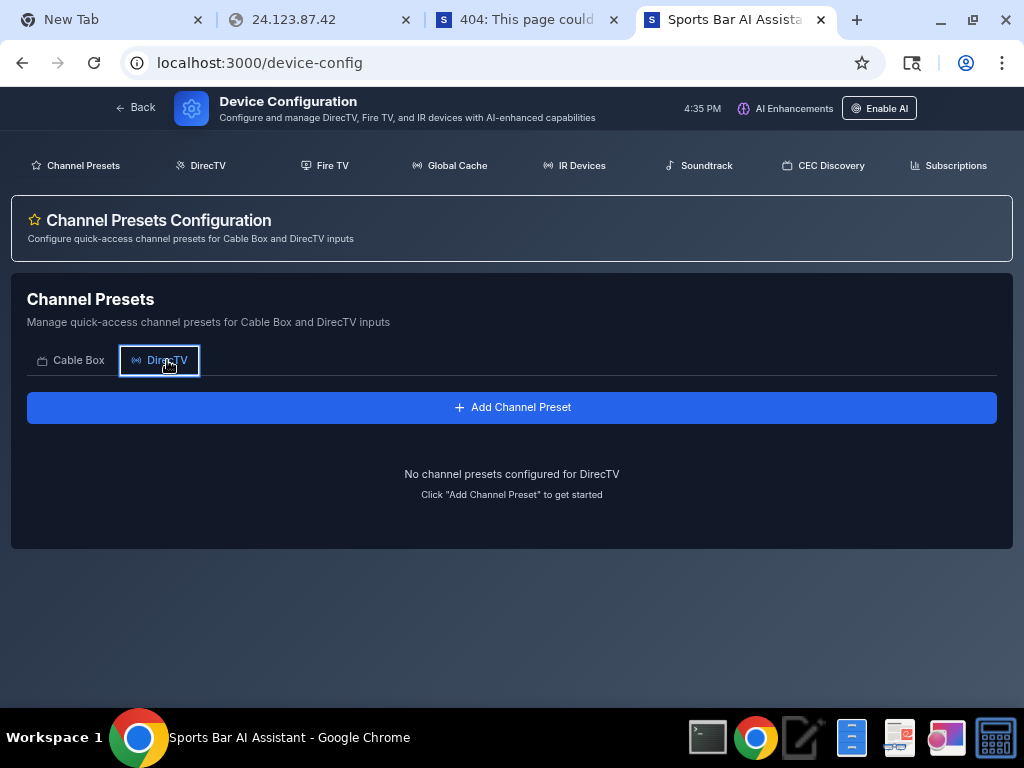 New Tab
24.123.87.42
404: This page could
Sports Bar AI Assista
localhost:3000/device-config
Back
Device Configuration
Configure and manage DirecTV, Fire TV, and IR devices with AI-enhanced capabilities
4:35 PM
AI Enhancements
Enable AI
Channel Presets
DirecTV
Fire TV
Global Cache
IR Devices
Soundtrack
CEC Discovery
Subscriptions
Channel Presets Configuration
Configure quick-access channel presets for Cable Box and DirecTV inputs
Channel Presets
Manage quick-access channel presets for Cable Box and DirecTV inputs
Cable Box
DirecTV
Add Channel Preset
No channel presets configured for DirecTV
Click "Add Channel Preset" to get started
Workspace 1
Sports Bar AI Assistant - Google Chrome